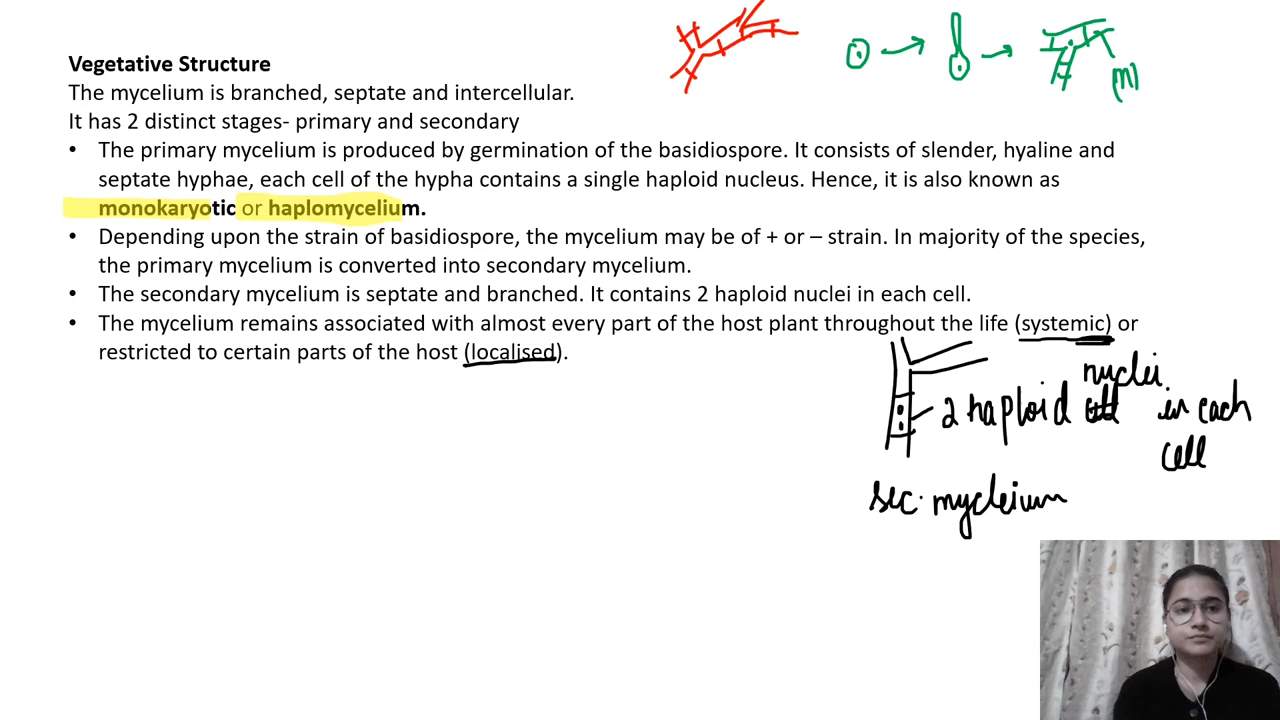 Vegetative Structure
The mycelium is branched, septate and intercellular.
It has 2 distinct stages- primary and secondary
• The primary mycelium is produced by germination of the basidiospore. It consists of slender, hyaline and
septate hyphae, each cell of the hypha contains a single haploid nucleus. Hence, it is also known as
monokaryotic or haplomycelium.
• Depending upon the strain of basidiospore, the mycelium may be of + or – strain. In majority of the species,
the primary mycelium is converted into secondary mycelium.
• The secondary mycelium is septate and branched. It contains 2 haploid nuclei in each cell.
• The mycelium remains associated with almost every part of the host plant throughout the life (systemic) or
restricted to certain parts of the host (localised).
(n)
nuclei
2 haploid in each
cell
sec. mycleium